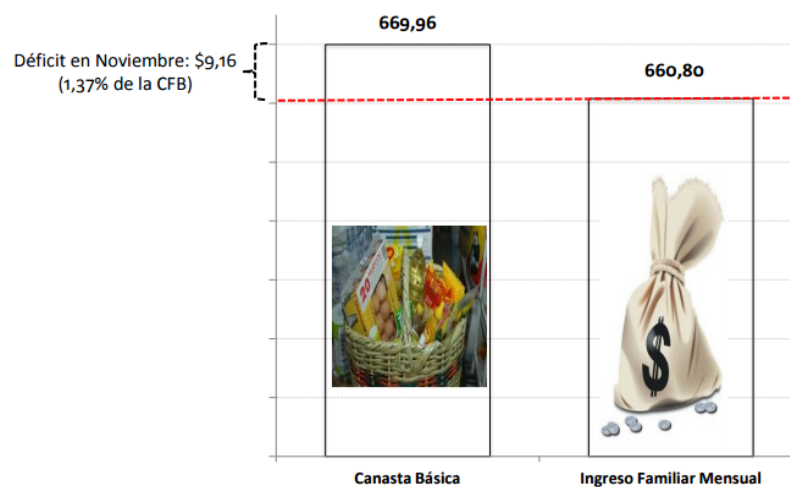 669,96
Déficit en Noviembre: $9,16
(1,37% de la CFB)
660,80
20
$
Canasta Básica
Ingreso Familiar Mensual